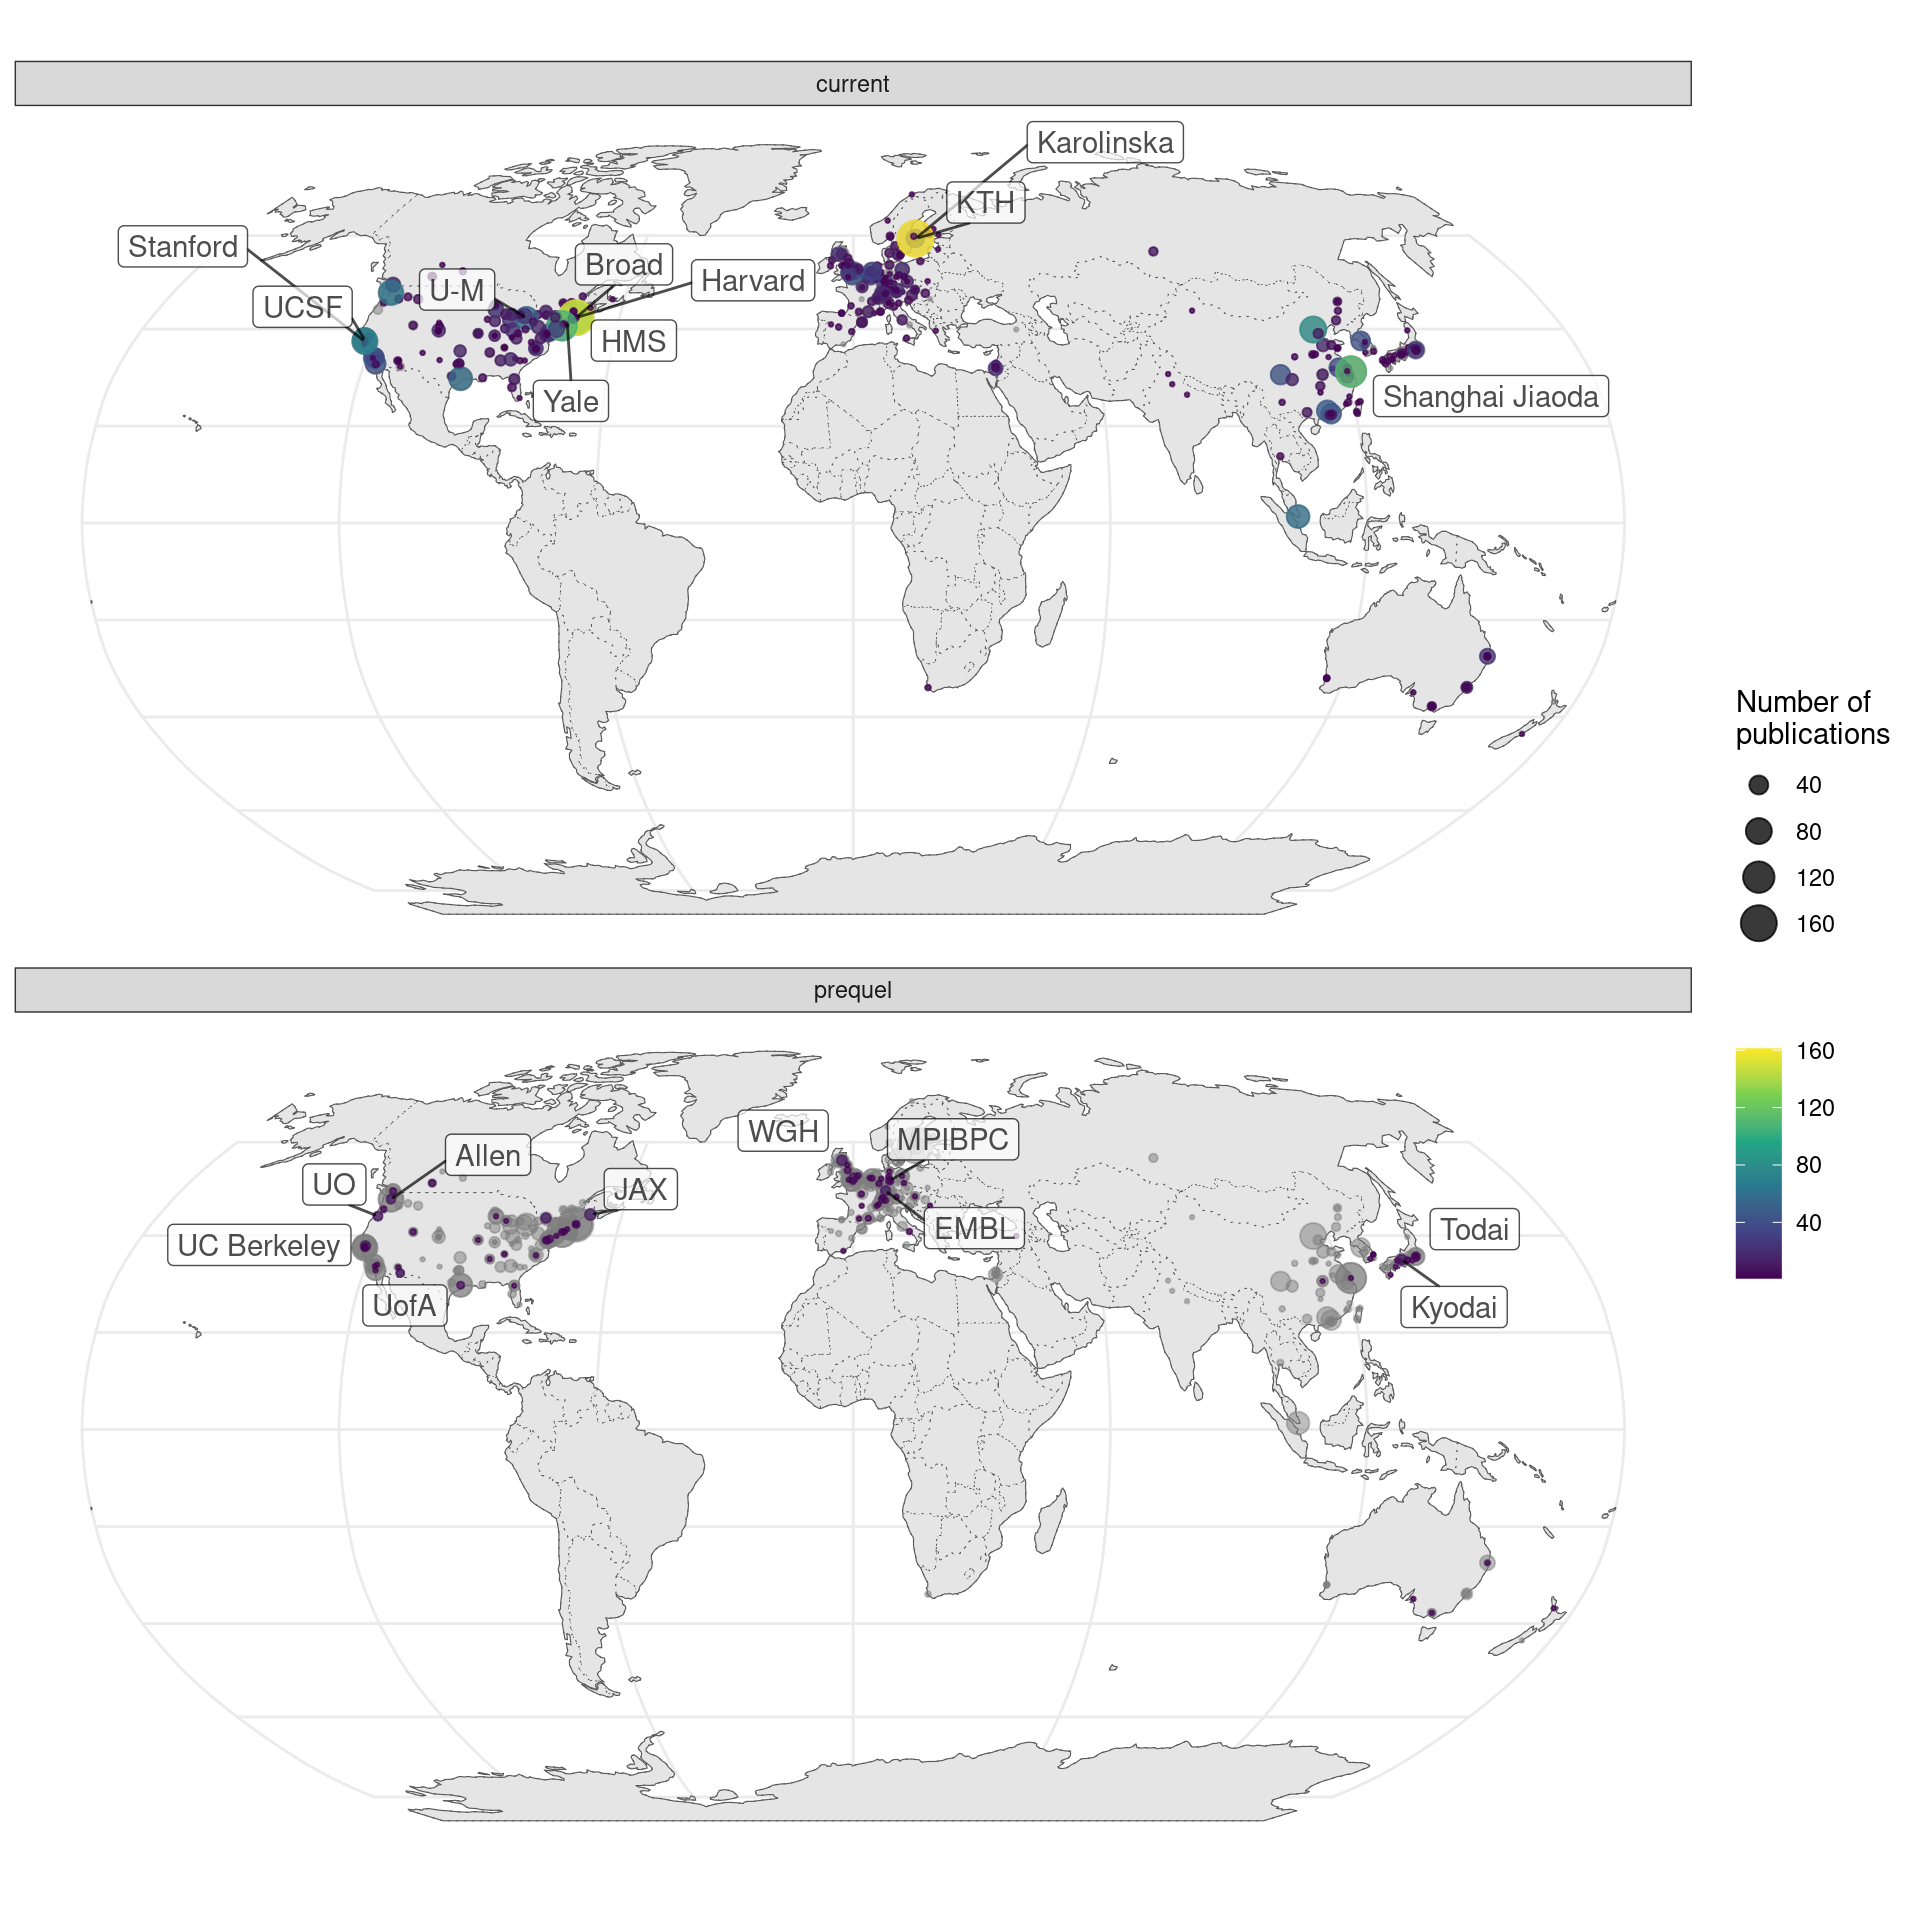 current
Karolinska
KTH
Stanford
Broad
Harvard
U-M
UCSF
HMS
Yale
Shanghai Jiaoda
Number of
publications
40
80
120
160
prequel
160
120
80
40
WGH
MPIBPC
Allen
UO
JAX
UC Berkeley
EMBL
Todai
UofA
Kyodai